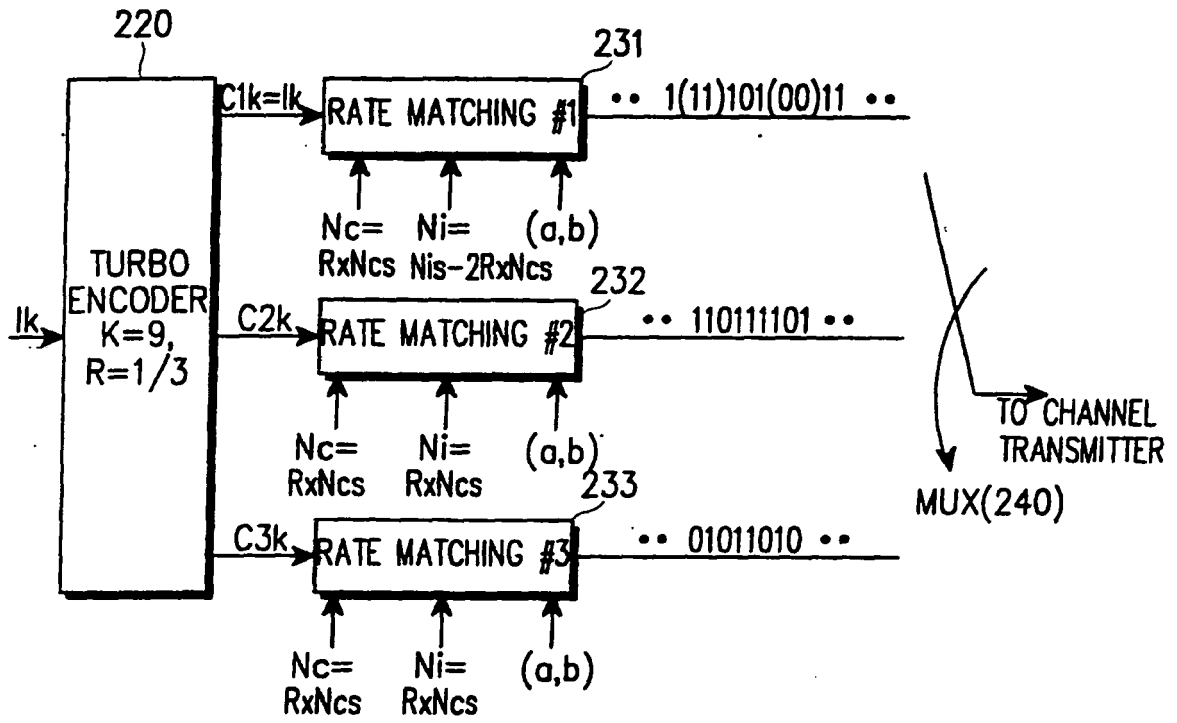 220
231
C1k=Ik
RATE MATCHING #1
•• 1(11)101(00)11 ••
Nc=
RxNcs
Ni=
Nis-2RxNcs
(a,b)
TURBO
ENCODER
K=9,
R=1/3
Ik
232
C2k
RATE MATCHING #2
•• 110111101 ••
Nc=
RxNcs
Ni=
RxNcs
(a,b)
TO CHANNEL
TRANSMITTER
MUX(240)
233
C3k
RATE MATCHING #3
•• 01011010 ••
Nc=
RxNcs
Ni=
RxNcs
(a,b)